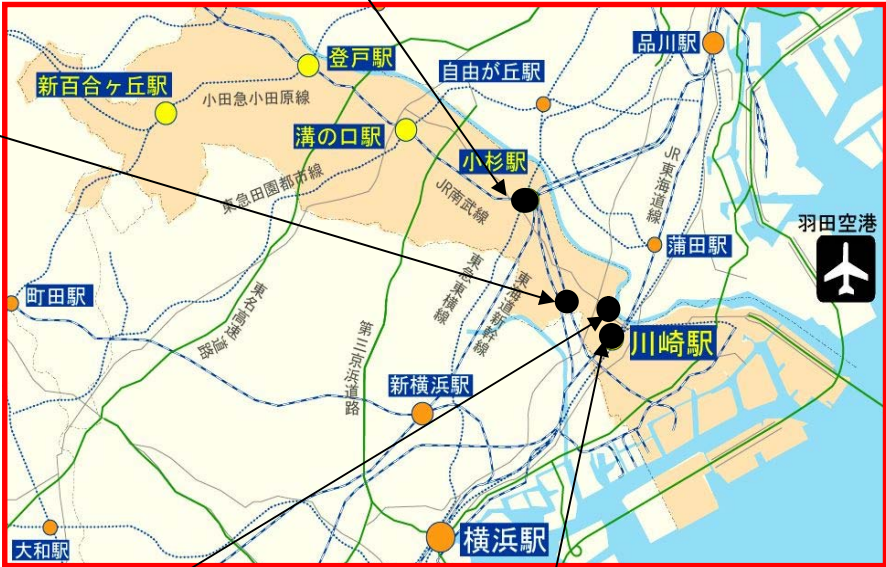 品川駅
登戸駅
自由が丘駅
新百合ヶ丘駅
小田急小田原線
溝の口駅
小杉駅
JR東海道線
東急田園都市線
JR南武線
羽田空港
蒲田駅
町田駅
東名高速道路
東急東横線
東海道新幹線
第三京浜道路
川崎駅
新横浜駅
横浜駅
大和駅